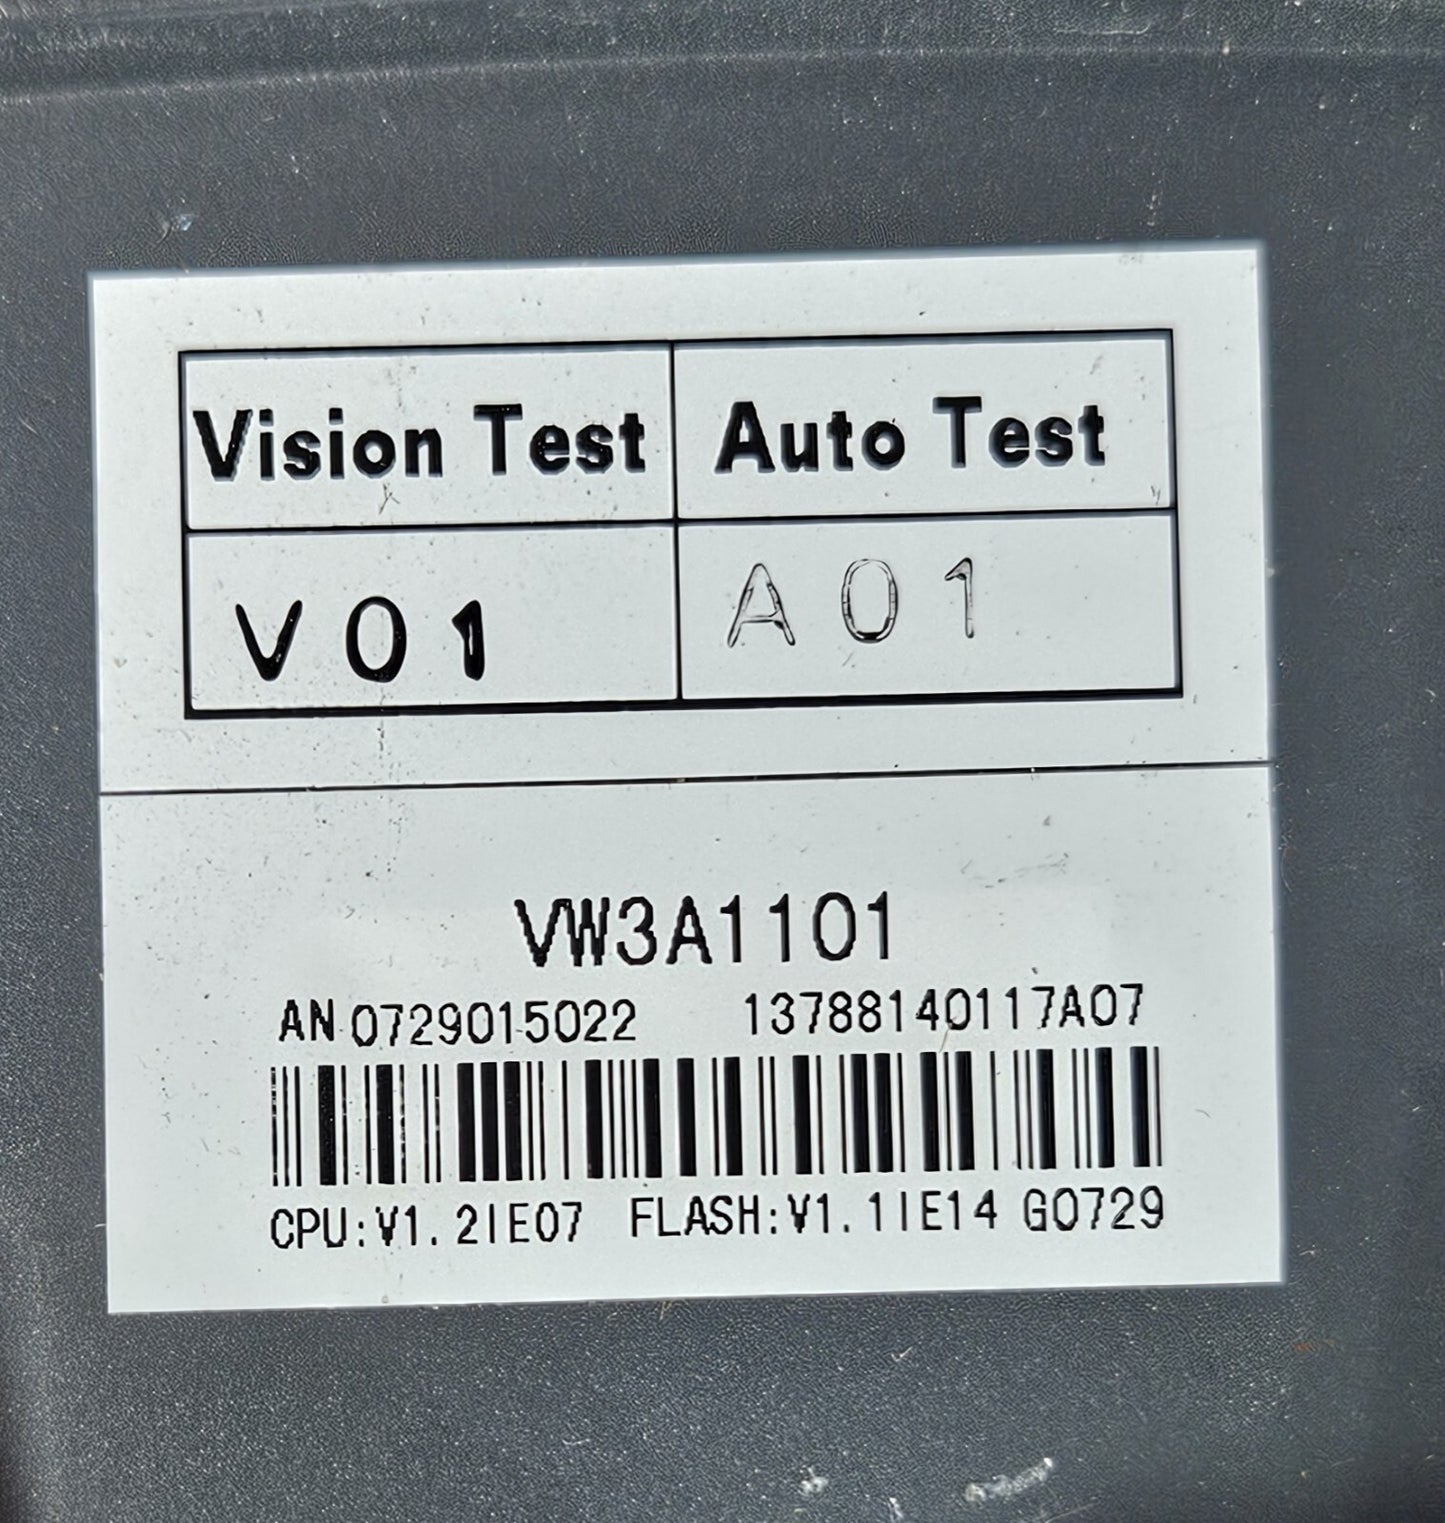 Vision Test Auto Test
V01 A01
VW3A1101
AN 0729015022 13788140117A07
CPU:V1.2IE07 FLASH:V1.1IE14 G0729